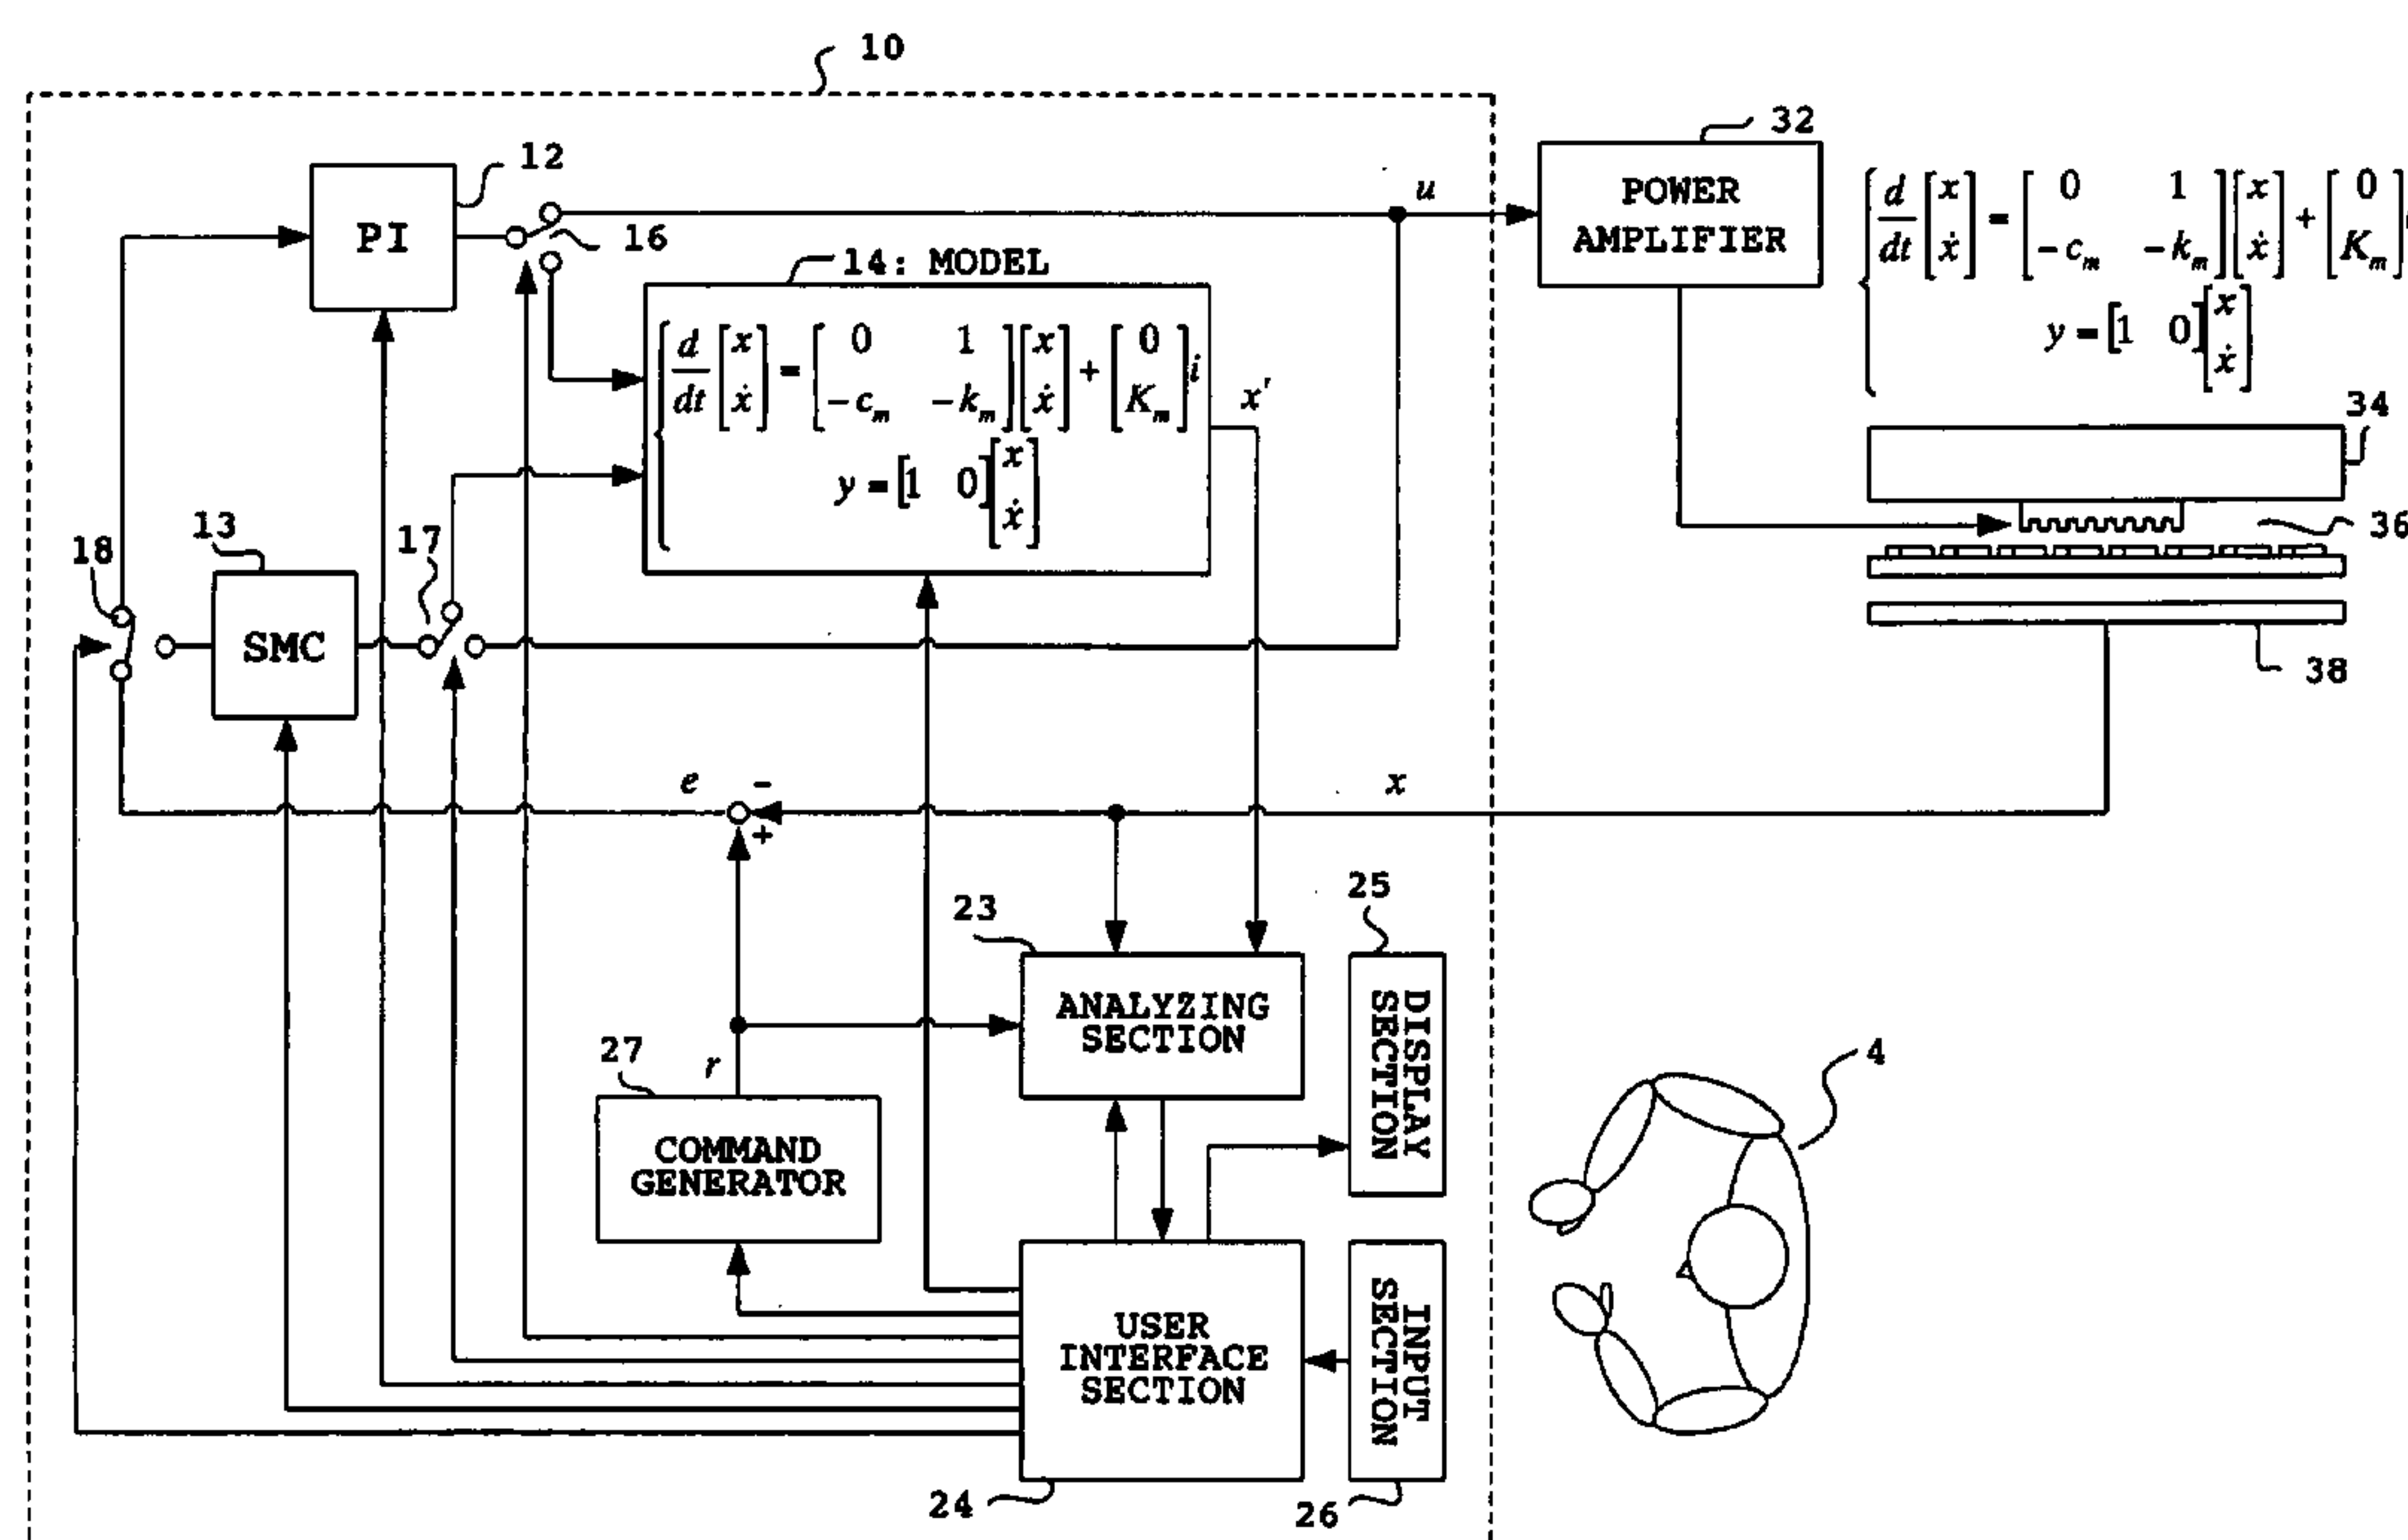 10
32
12
PI
16
u
POWER
AMPLIFIER
d/dt [x ẋ] = [0 1 -c_m -k_m] [x ẋ] + [0 K_m]
y = [1 0] [x ẋ]
14: MODEL
d/dt [x ẋ] = [0 1 -c_m -k_m] [x ẋ] + [0 K_m] i
y = [1 0] [x ẋ]
x'
34
36
38
18
13
SMC
17
e
-
+
x
23
ANALYZING
SECTION
25
DISPLAY
SECTION
27
r
COMMAND
GENERATOR
4
USER
INTERFACE
SECTION
24
INPUT
SECTION
26